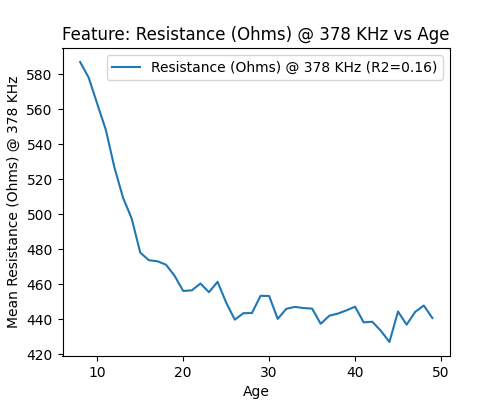 Feature: Resistance (Ohms) @ 378 KHz vs Age
Resistance (Ohms) @ 378 KHz (R2=0.16)
Mean Resistance (Ohms) @ 378 KHz
580
560
540
520
500
480
460
440
420
10 20 30 40 50
Age